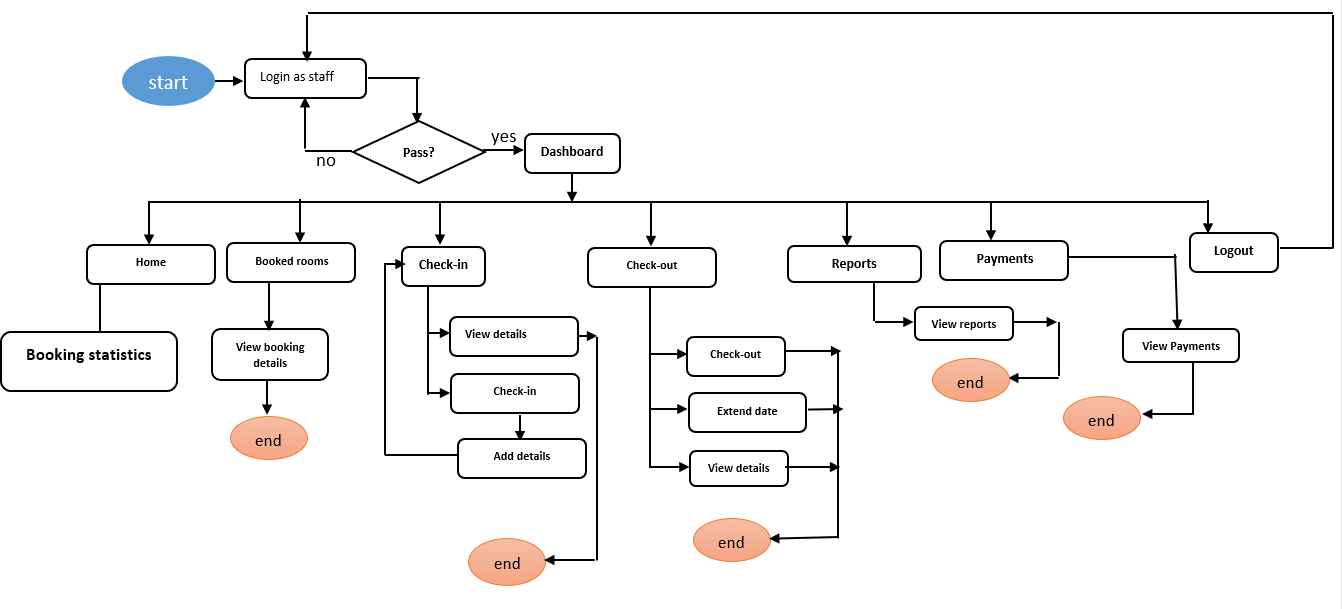 start
Login as staff
Pass?
yes
no
Dashboard
Home
Booked rooms
Check-in
Check-out
Reports
Payments
Logout
Booking statistics
View booking
details
end
View details
Check-in
Add details
end
Check-out
Extend date
View details
end
View reports
end
View Payments
end